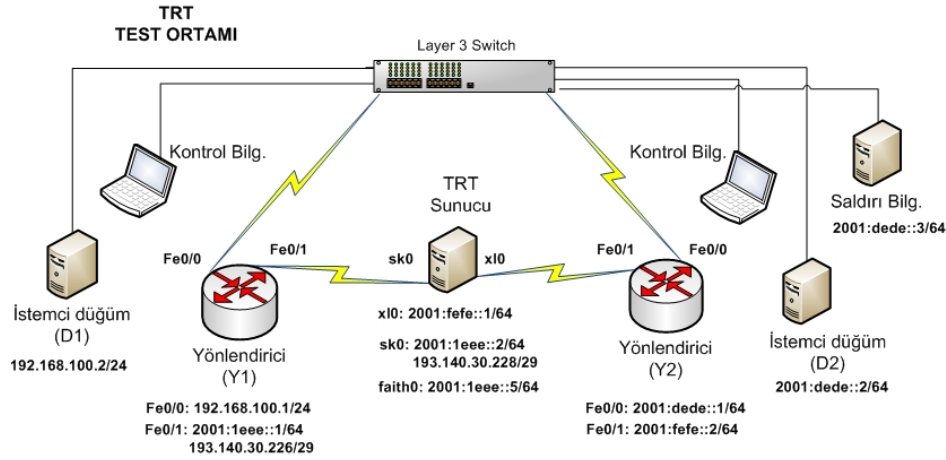 TRT
TEST ORTAMI
Layer 3 Switch
Kontrol Bilg.
Kontrol Bilg.
TRT
Sunucu
Saldırı Bilg.
2001:dede::3/64
Fe0/0
Fe0/1
sk0
xl0
Fe0/1
Fe0/0
İstemci düğüm
(D1)
192.168.100.2/24
Yönlendirici
(Y1)
Fe0/0: 192.168.100.1/24
Fe0/1: 2001:1eee::1/64
193.140.30.226/29
xl0: 2001:fefe::1/64
sk0: 2001:1eee::2/64
193.140.30.228/29
faith0: 2001:1eee::5/64
Yönlendirici
(Y2)
Fe0/0: 2001:dede::1/64
Fe0/1: 2001:fefe::2/64
İstemci düğüm
(D2)
2001:dede::2/64